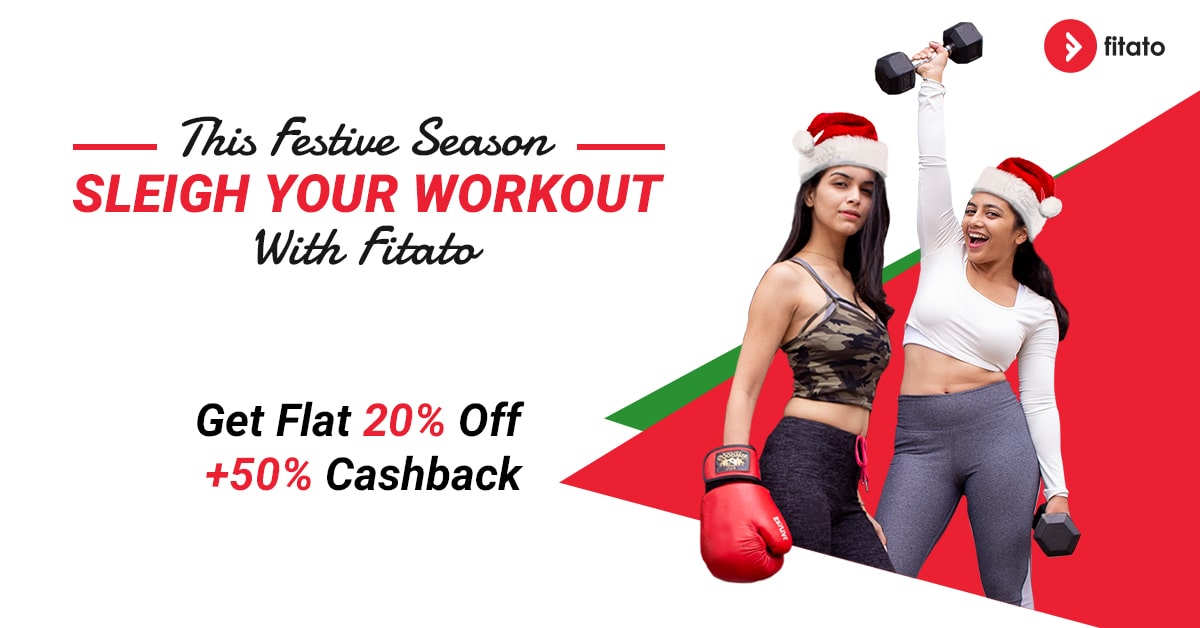 fitato
This Festive Season
SLEIGH YOUR WORKOUT
With Fitato
Get Flat 20% Off
+50% Cashback